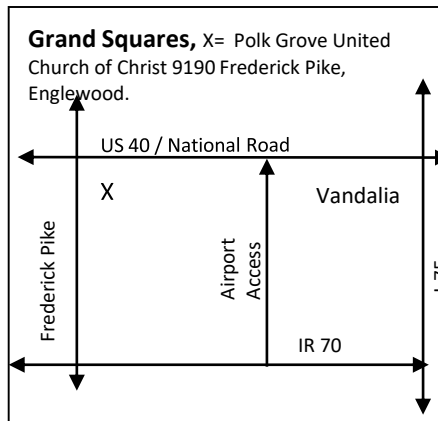 Grand Squares, X= Polk Grove United
Church of Christ 9190 Frederick Pike,
Englewood.
US 40 / National Road
X
Vandalia
Frederick Pike
Airport
Access
IR 70